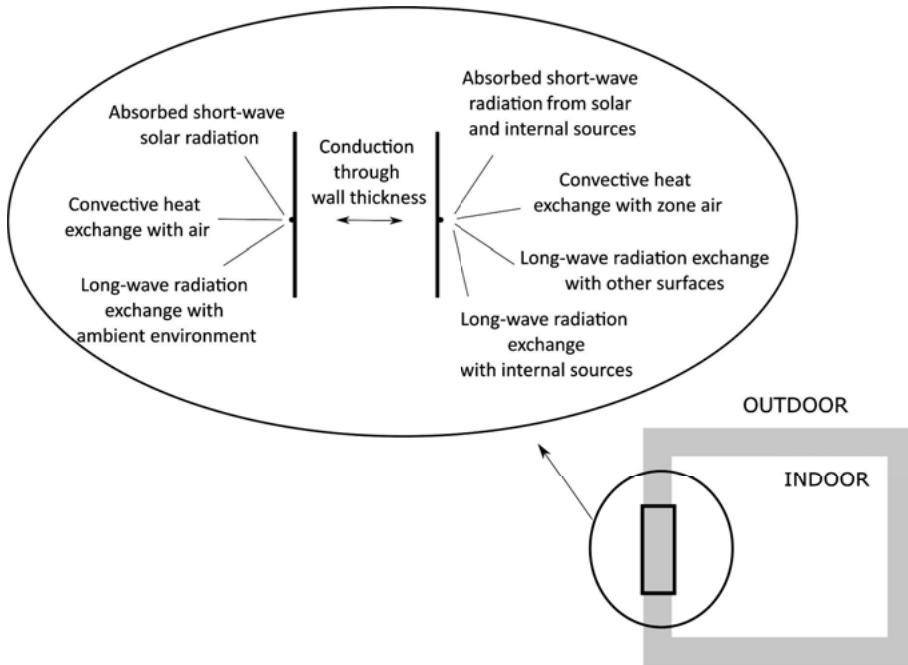 Absorbed short-wave
solar radiation
Convective heat
exchange with air
Long-wave radiation
exchange with
ambient environment
Conduction
through
wall thickness
Absorbed short-wave
radiation from solar
and internal sources
Convective heat
exchange with zone air
Long-wave radiation exchange
with other surfaces
Long-wave radiation
exchange
with internal sources
OUTDOOR
INDOOR